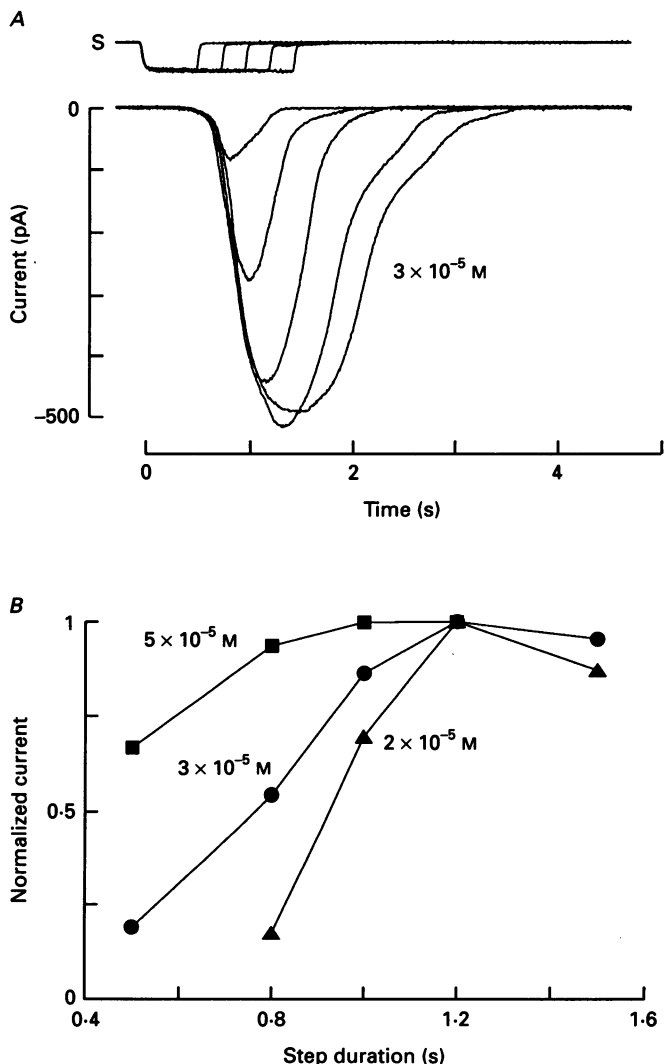 A
S
0
Current (pA)
3 × 10⁻⁵ M
–500
0 2 4
Time (s)
B
1
5 × 10⁻⁵ M
Normalized current
2 × 10⁻⁵ M
3 × 10⁻⁵ M
0·5
0
0·4 0·8 1·2 1·6
Step duration (s)